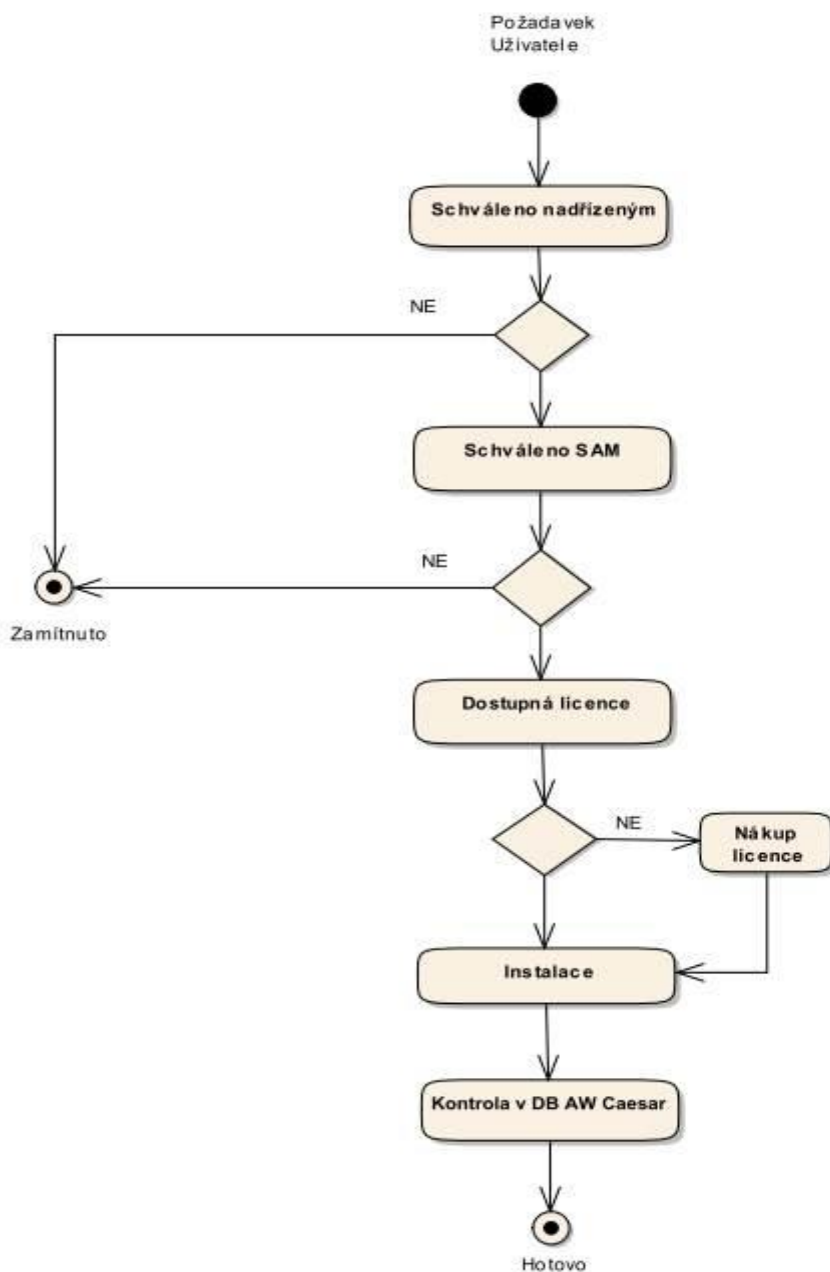 Požadavek
Uživatele
Schváleno nadřízeným
NE
Schváleno SAM
NE
Zamítnuto
Dostupná licence
NE
Nákup
licence
Instalace
Kontrola v DB AW Caesar
Hotovo